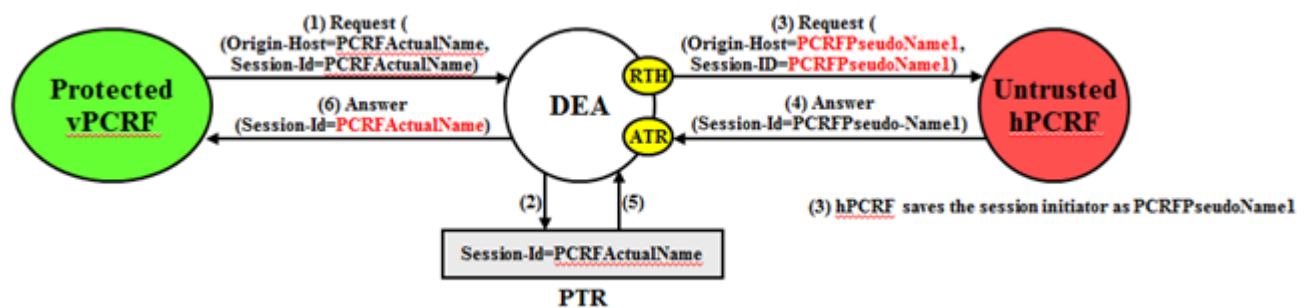 (1) Request (
(Origin-Host=PCRFActualName,
Session-Id=PCRFActualName)
(3) Request (
(Origin-Host=PCRFPseudoName1,
Session-ID=PCRFPseudoName1)
Protected
vPCRF
(6) Answer
(Session-Id=PCRFActualName)
DEA
RTH
ATR
(4) Answer
(Session-Id=PCRFPseudo-Name1)
Untrusted
hPCRF
(2)
(5)
(3) hPCRF saves the session initiator as PCRFPseudoName1
Session-Id=PCRFActualName
PTR